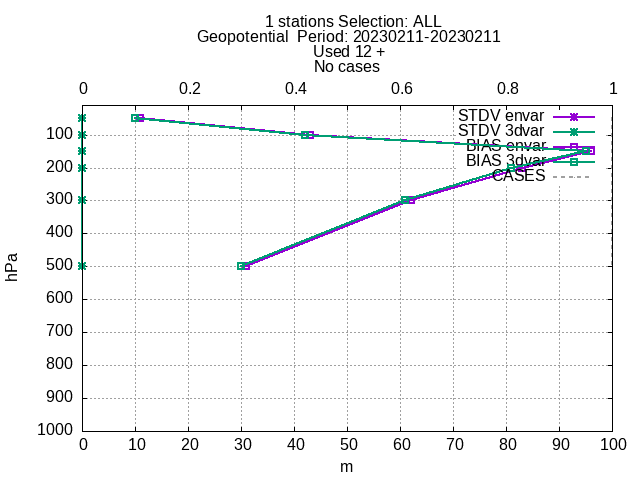 1 stations Selection: ALL
Geopotential  Period: 20230211-20230211
Used 12 +
No cases
0 0.2 0.4 0.6 0.8 1
STDV envar
STDV 3dvar
BIAS envar
BIAS 3dvar
CASES
100
200
300
400
500
600
700
800
900
1000
hPa
0 10 20 30 40 50 60 70 80 90 100
m